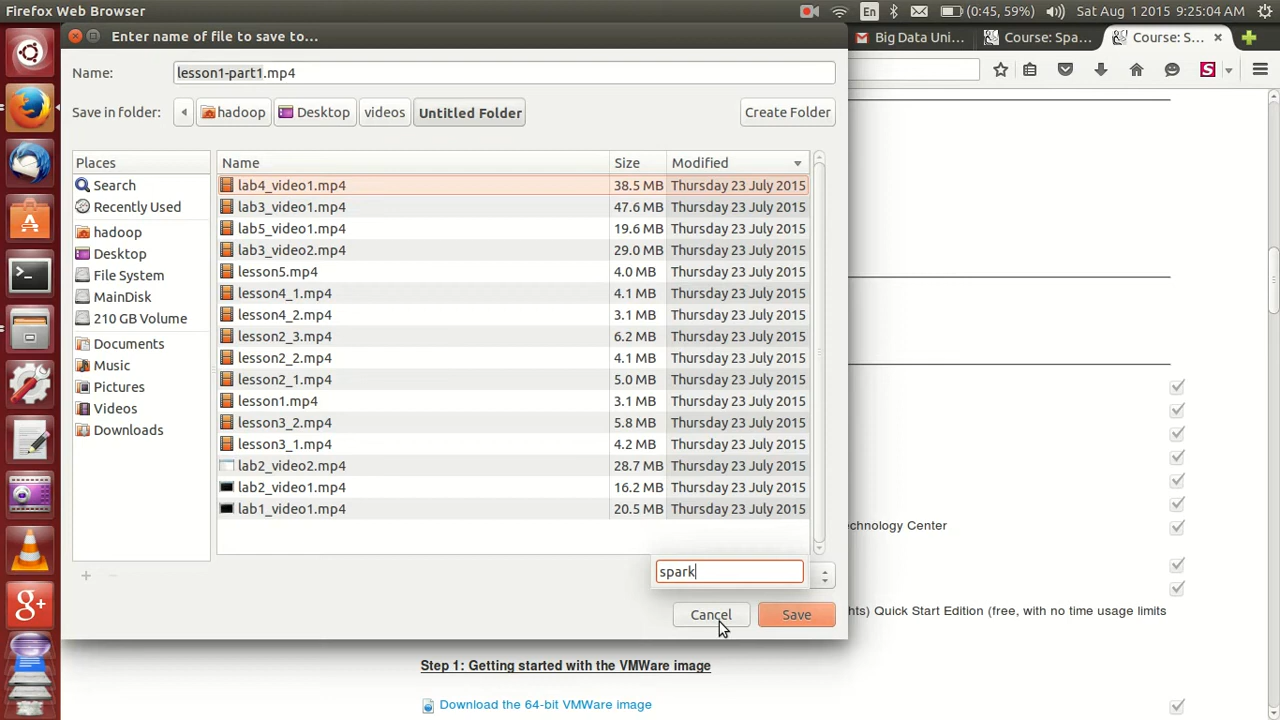 Firefox Web Browser
En
(0:45, 59%)
Sat Aug 1 2015 9:25:04 AM
Enter name of file to save to...
Big Data Uni...
Course: Spa...
Course: S...
Name:
lesson1-part1.mp4
Save in folder:
hadoop
Desktop
videos
Untitled Folder
Create Folder
Places
Name
Size
Modified
Search
lab4_video1.mp4 38.5 MB Thursday 23 July 2015
Recently Used
lab3_video1.mp4 47.6 MB Thursday 23 July 2015
hadoop
lab5_video1.mp4 19.6 MB Thursday 23 July 2015
Desktop
lab3_video2.mp4 29.0 MB Thursday 23 July 2015
File System
lesson5.mp4 4.0 MB Thursday 23 July 2015
MainDisk
lesson4_1.mp4 4.1 MB Thursday 23 July 2015
210 GB Volume
lesson4_2.mp4 3.1 MB Thursday 23 July 2015
Documents
lesson2_3.mp4 6.2 MB Thursday 23 July 2015
Music
lesson2_2.mp4 4.1 MB Thursday 23 July 2015
Pictures
lesson2_1.mp4 5.0 MB Thursday 23 July 2015
Videos
lesson1.mp4 3.1 MB Thursday 23 July 2015
Downloads
lesson3_2.mp4 5.8 MB Thursday 23 July 2015
lesson3_1.mp4 4.2 MB Thursday 23 July 2015
lab2_video2.mp4 28.7 MB Thursday 23 July 2015
lab2_video1.mp4 16.2 MB Thursday 23 July 2015
lab1_video1.mp4 20.5 MB Thursday 23 July 2015
echnology Center
spark
Cancel
Save
hts) Quick Start Edition (free, with no time usage limits
Step 1: Getting started with the VMWare image
Download the 64-bit VMWare image